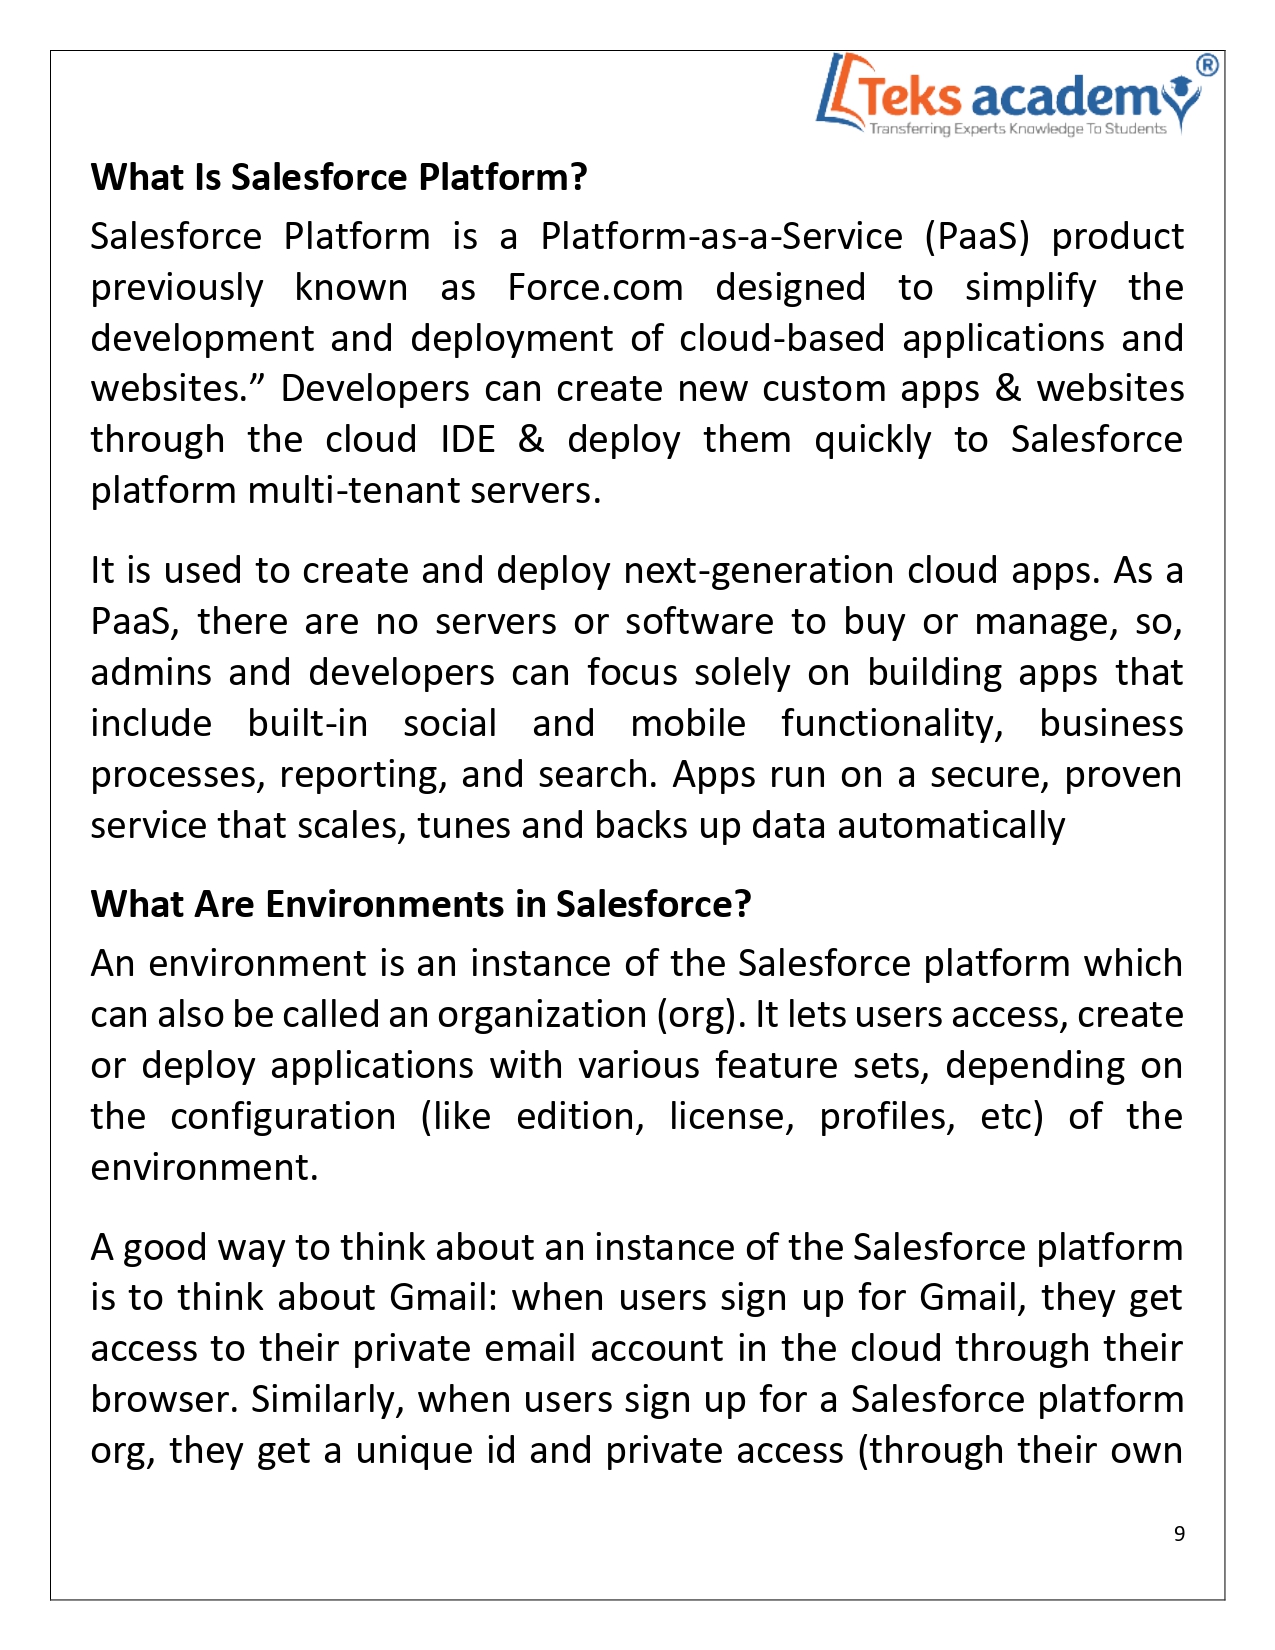 Teks academy ®
Transferring Experts Knowledge To Students
What Is Salesforce Platform?
Salesforce Platform is a Platform-as-a-Service (PaaS) product
previously known as Force.com designed to simplify the
development and deployment of cloud-based applications and
websites.” Developers can create new custom apps & websites
through the cloud IDE & deploy them quickly to Salesforce
platform multi-tenant servers.
It is used to create and deploy next-generation cloud apps. As a
PaaS, there are no servers or software to buy or manage, so,
admins and developers can focus solely on building apps that
include built-in social and mobile functionality, business
processes, reporting, and search. Apps run on a secure, proven
service that scales, tunes and backs up data automatically
What Are Environments in Salesforce?
An environment is an instance of the Salesforce platform which
can also be called an organization (org). It lets users access, create
or deploy applications with various feature sets, depending on
the configuration (like edition, license, profiles, etc) of the
environment.
A good way to think about an instance of the Salesforce platform
is to think about Gmail: when users sign up for Gmail, they get
access to their private email account in the cloud through their
browser. Similarly, when users sign up for a Salesforce platform
org, they get a unique id and private access (through their own
9